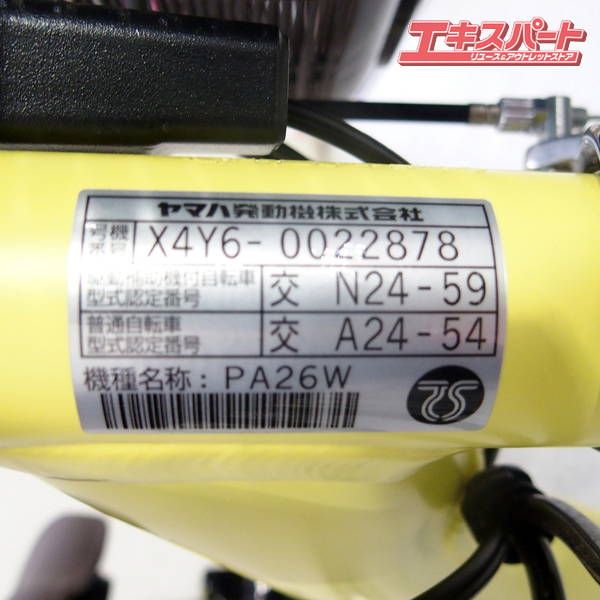 エキスパート
リユース&アウトレットストア
ヤマハ発動機株式会社
号機番号 X4Y6-0022878
駆動補助機付自転車
型式認定番号 交 N24-59
普通自転車
型式認定番号 交 A24-54
機種名称: PA26W
TS